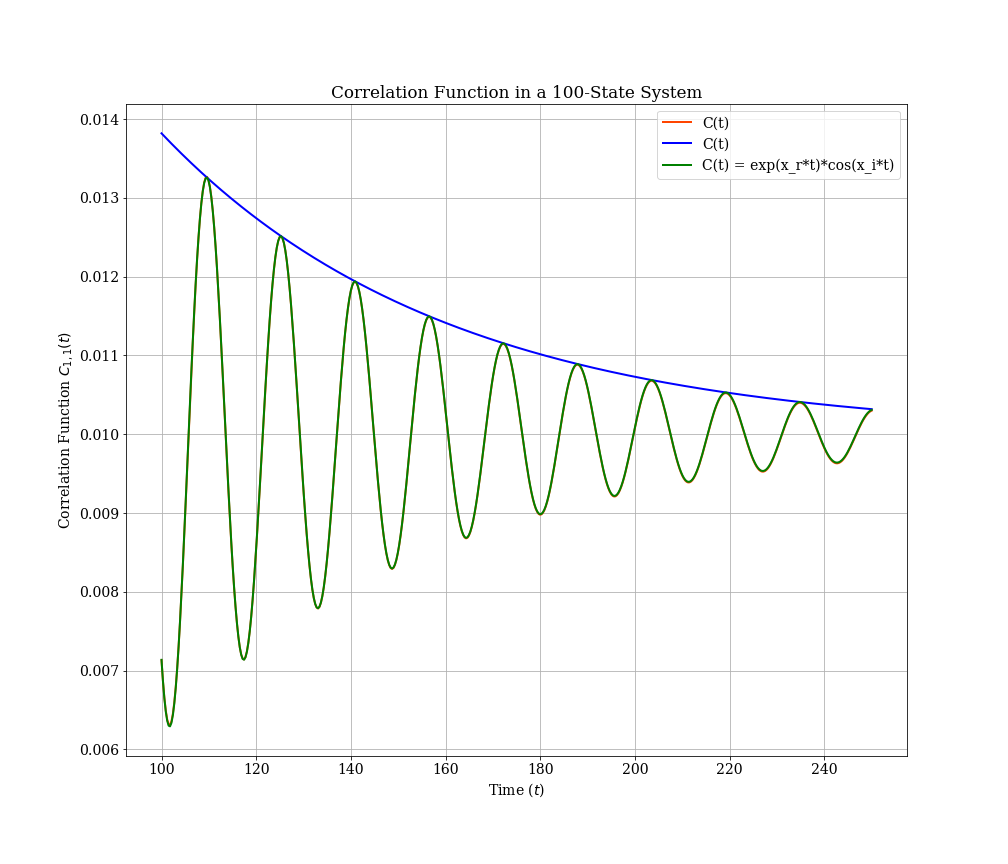 Correlation Function in a 100-State System
C(t)
C(t)
C(t) = exp(x_r*t)*cos(x_i*t)
Correlation Function C₁,₁(t)
0.014
0.013
0.012
0.011
0.010
0.009
0.008
0.007
0.006
100 120 140 160 180 200 220 240
Time (t)